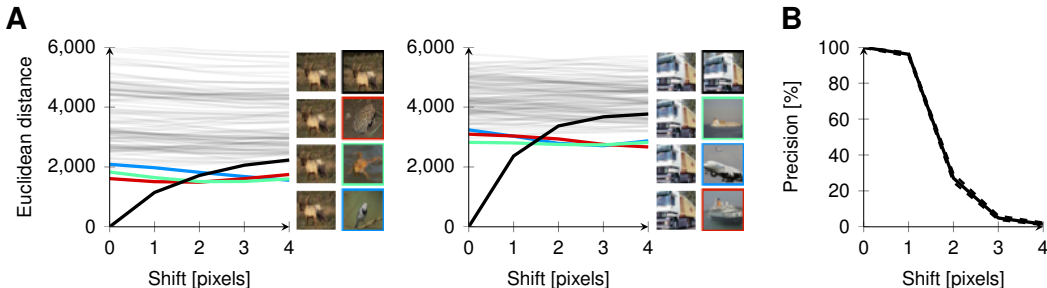 A
B
6,000
4,000
2,000
0
Euclidean distance
0 1 2 3 4
Shift [pixels]
6,000
4,000
2,000
0
0 1 2 3 4
Shift [pixels]
100
80
60
40
20
0
Precision [%]
0 1 2 3 4
Shift [pixels]